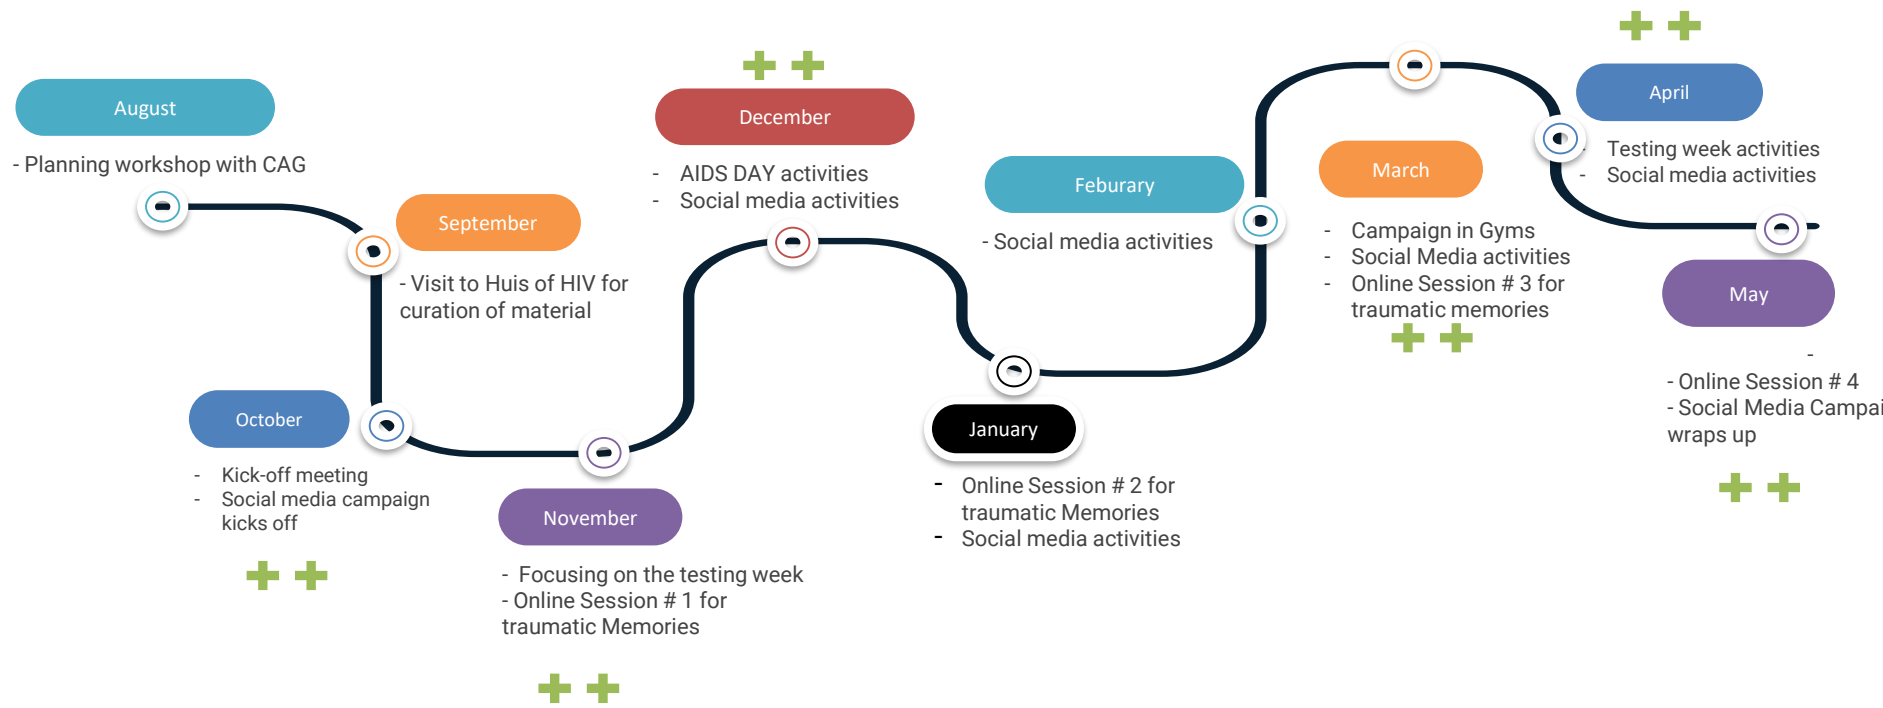 August
- Planning workshop with CAG
September
- Visit to Huis of HIV for
curation of material
October
- Kick-off meeting
- Social media campaign
kicks off
November
- Focusing on the testing week
- Online Session # 1 for
traumatic Memories
December
- AIDS DAY activities
- Social media activities
January
- Online Session # 2 for
traumatic Memories
- Social media activities
Feburary
- Social media activities
March
- Campaign in Gyms
- Social Media activities
- Online Session # 3 for
traumatic memories
April
- Testing week activities
- Social media activities
May
-
- Online Session # 4
- Social Media Campai
wraps up